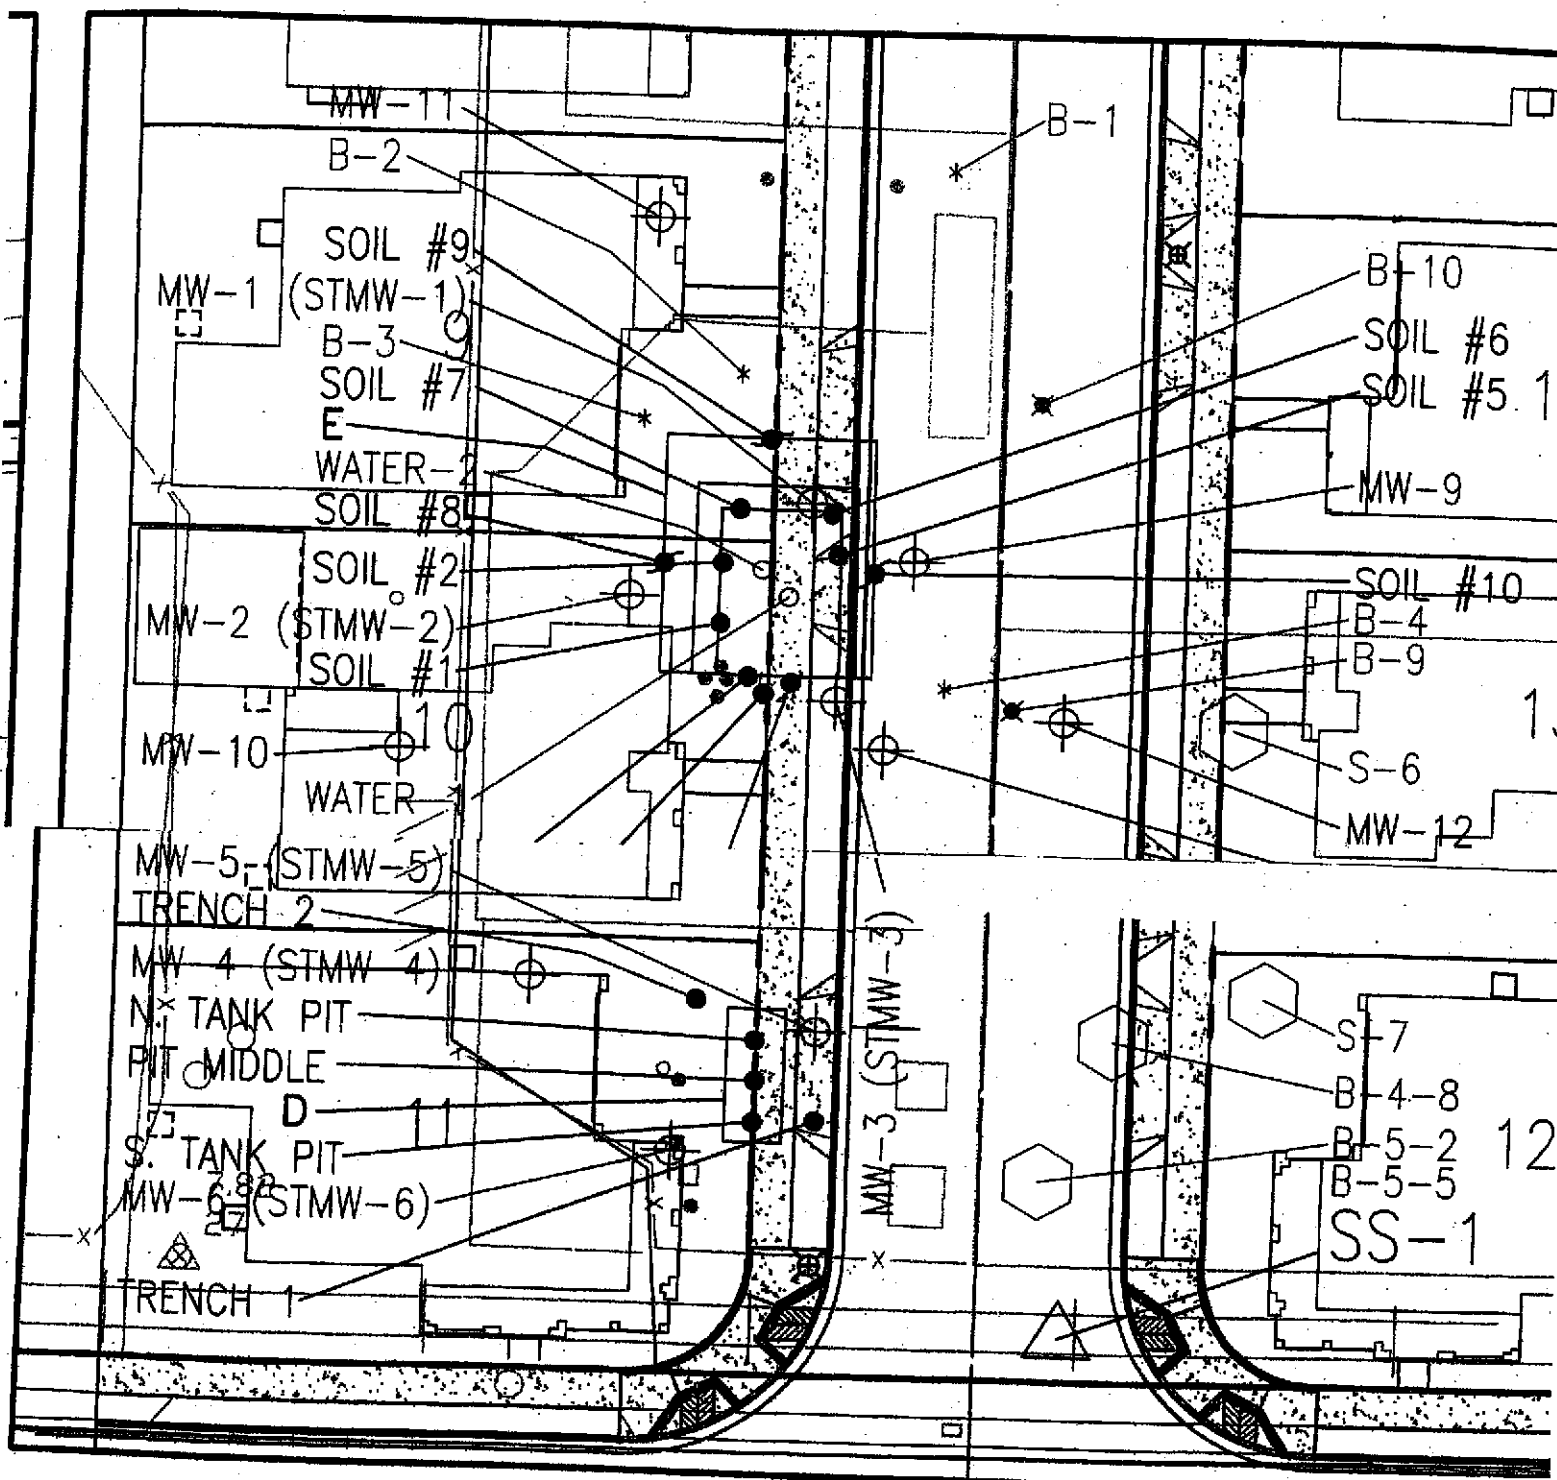 MW-11
B-1
B-2
SOIL #9
MW-1 (STMW-1)
9
B-3
SOIL #7
E
WATER-2
SOIL #8
SOIL #2
MW-2 (STMW-2)
SOIL #1
10
MW-10
WATER-1
MW-5 (STMW-5)
TRENCH 2
MW-4 (STMW-4)
N. TANK PIT
PIT MIDDLE
D
11
S. TANK PIT
MW-6 (STMW-6)
TRENCH 1
MW-3 (STMW-3)
B-10
SOIL #6
SOIL #5
1
MW-9
SOIL #10
B-4
B-9
S-6
MW-12
S-7
B-4-8
B-5-2
B-5-5
12
SS-1